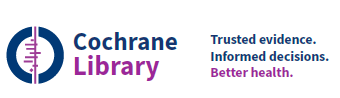 Cochrane
Library
Trusted evidence.
Informed decisions.
Better health.